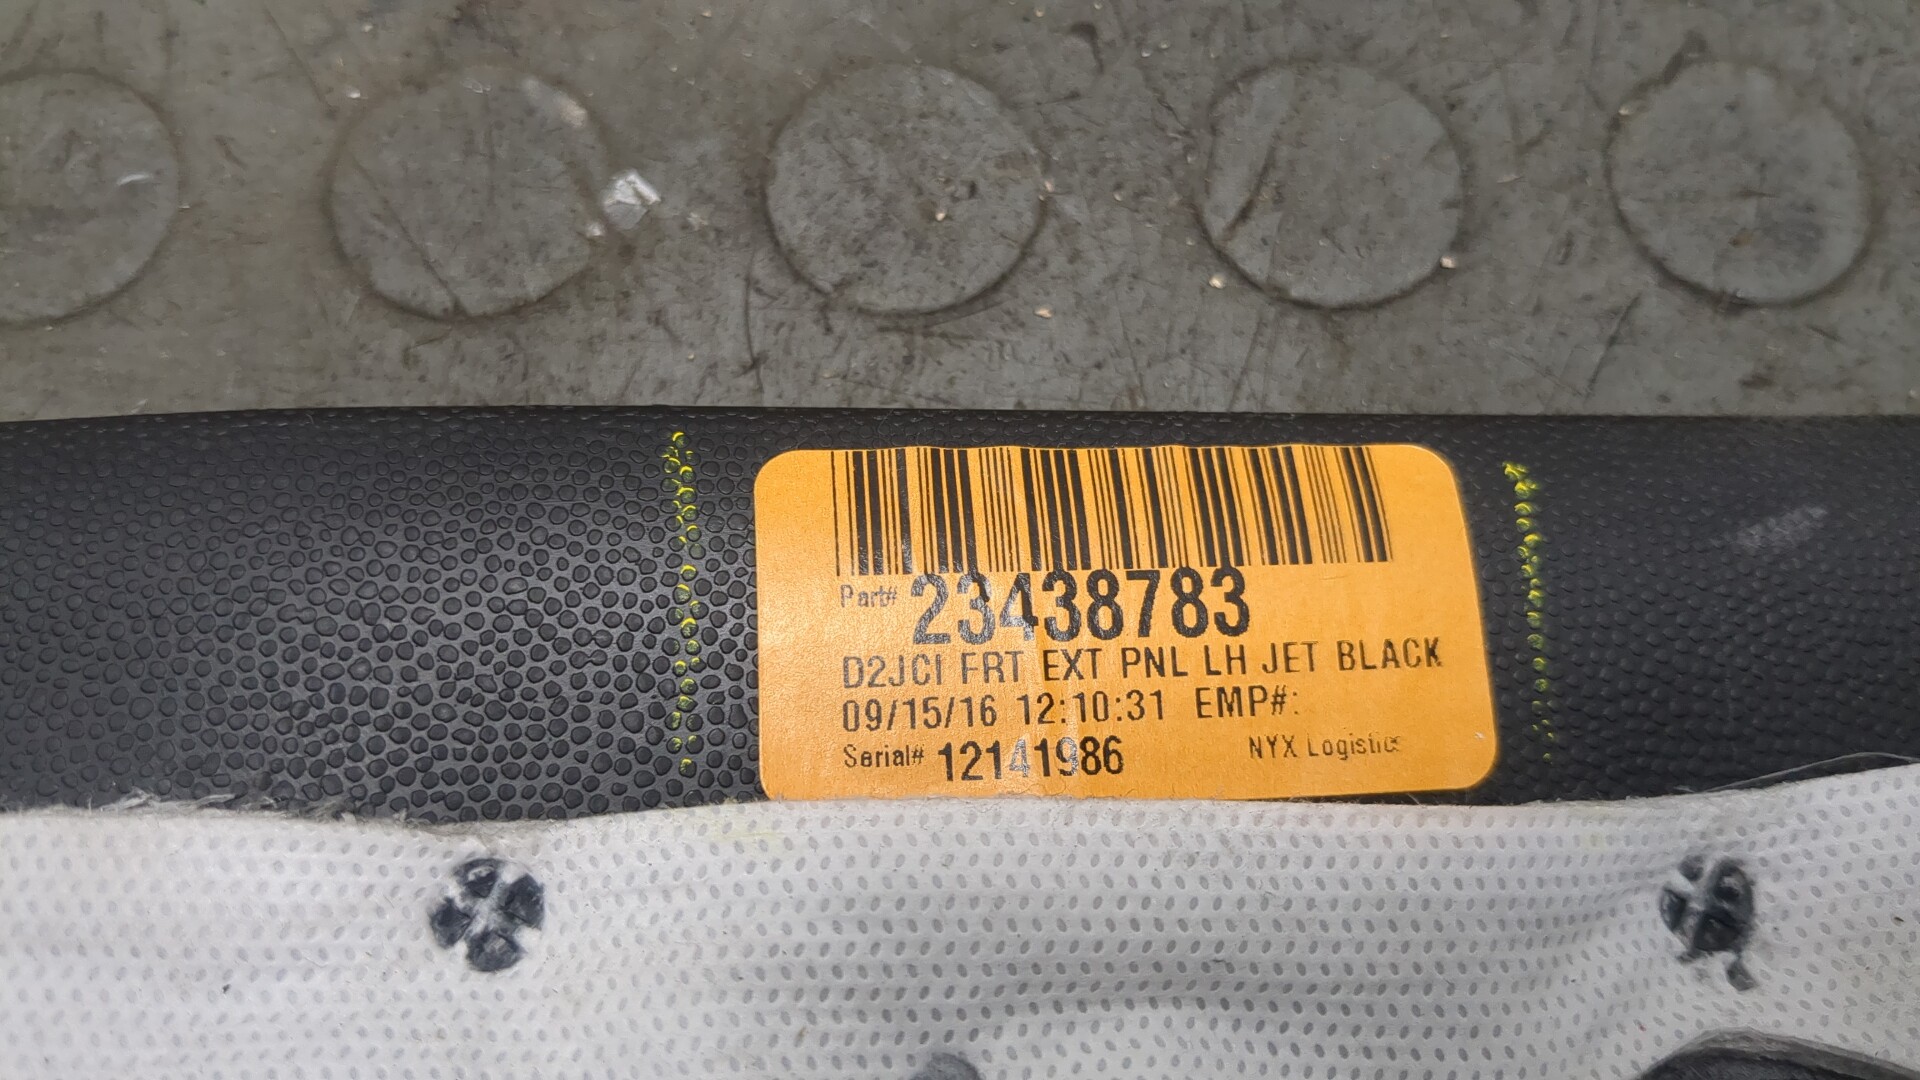 Part# 23438783
D2JCI FRT EXT PNL LH JET BLACK
09/15/16 12:10:31 EMP#:
Serial# 12141986 NYX Logistics